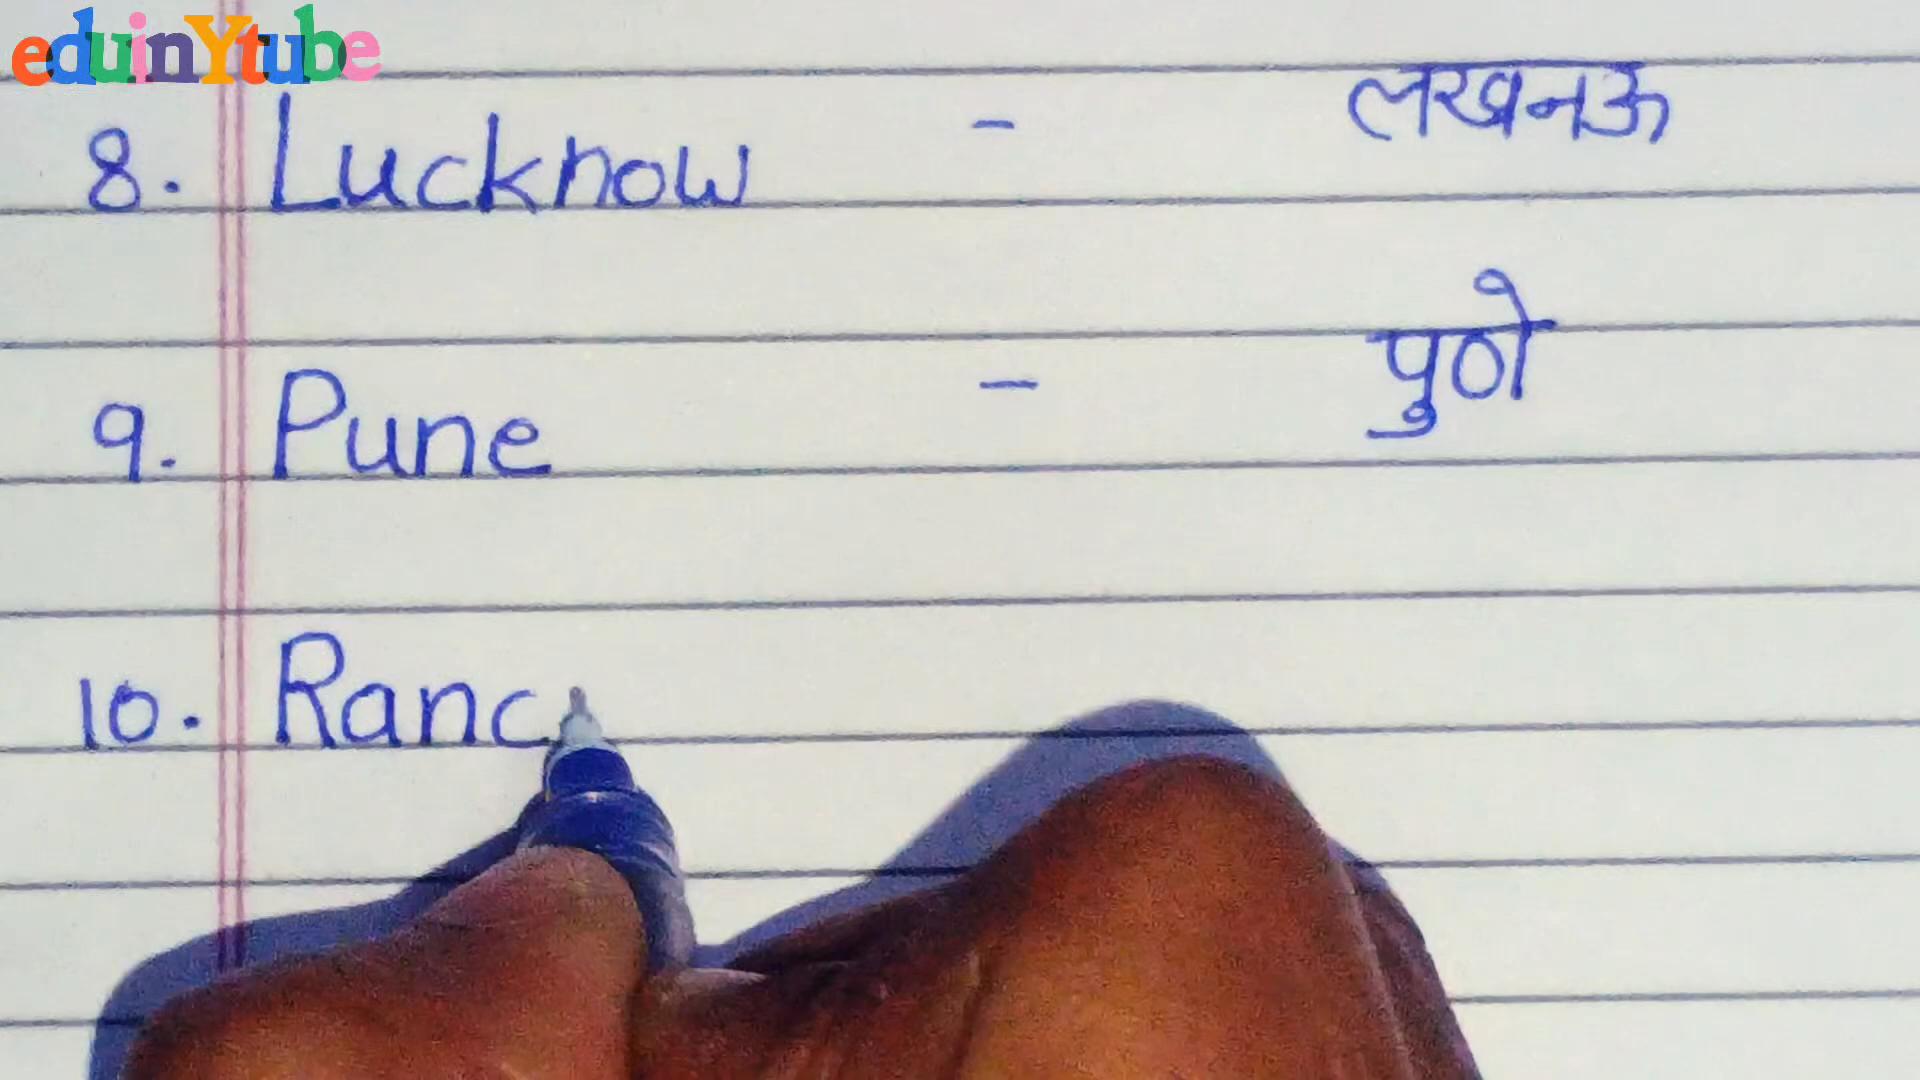 eduinYtube
8. Lucknow - लखनऊ
9. Pune - पुणे
10. Ranc